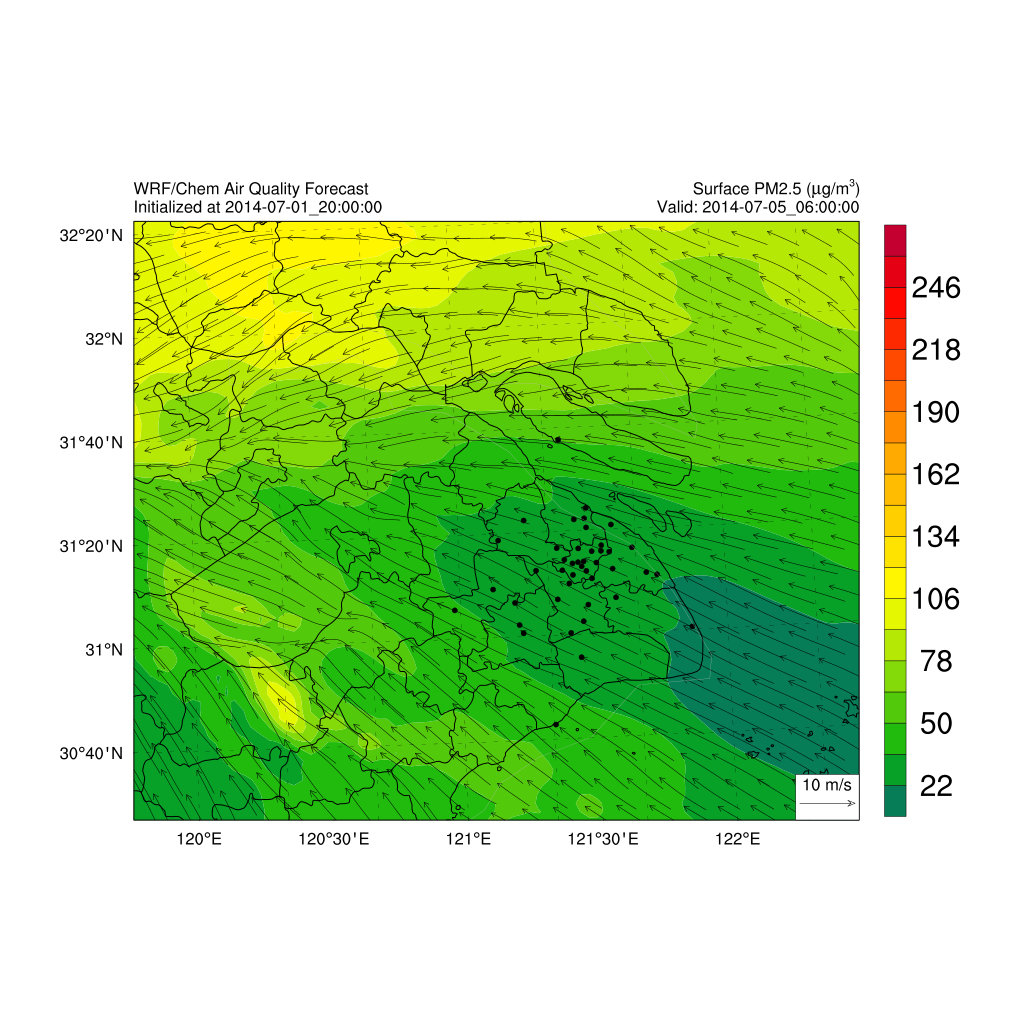 WRF/Chem Air Quality Forecast
Surface PM2.5 (μg/m³)
Initialized at 2014-07-01_20:00:00
Valid: 2014-07-05_06:00:00
32°20'N
32°N
31°40'N
31°20'N
31°N
30°40'N
120°E
120°30'E
121°E
121°30'E
122°E
10 m/s
246
218
190
162
134
106
78
50
22